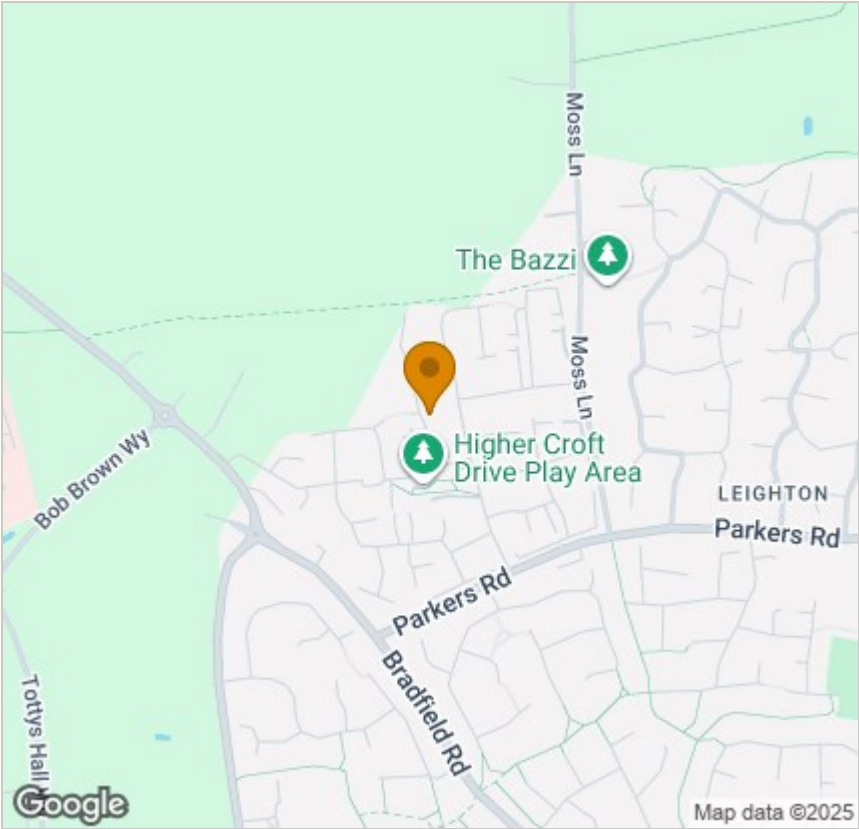 Moss Ln
The Bazzi
Moss Ln
Higher Croft
Drive Play Area
Bob Brown Wy
LEIGHTON
Parkers Rd
Parkers Rd
Bradfield Rd
Tottys Hall
Google
Map data ©2025